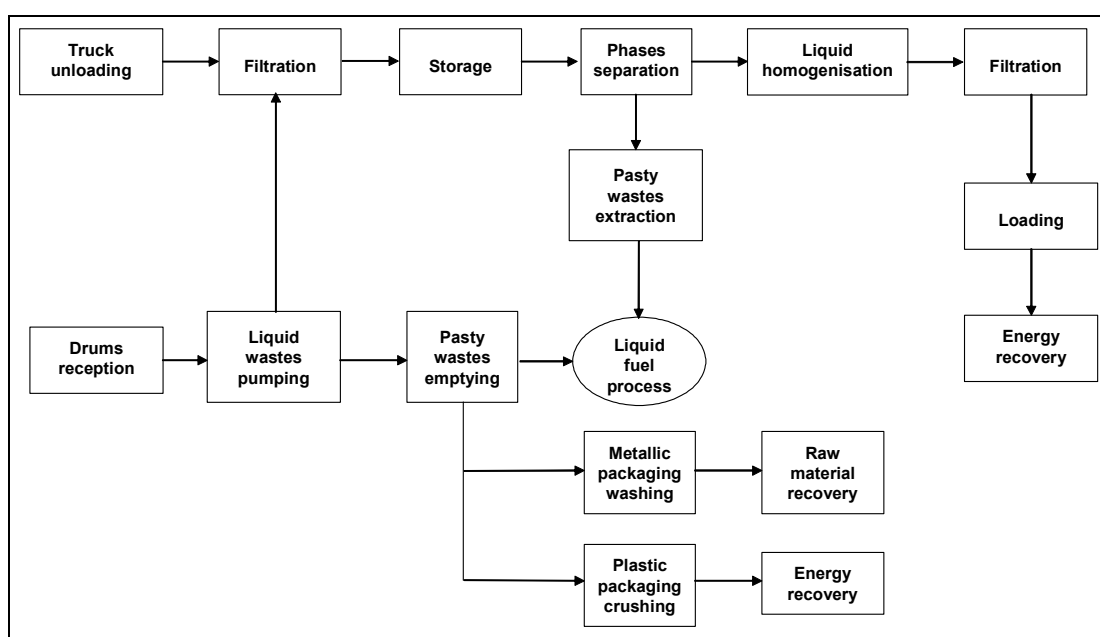 Truck
unloading
Filtration
Storage
Phases
separation
Liquid
homogenisation
Filtration
Pasty
wastes
extraction
Loading
Drums
reception
Liquid
wastes
pumping
Pasty
wastes
emptying
Liquid
fuel
process
Energy
recovery
Metallic
packaging
washing
Raw
material
recovery
Plastic
packaging
crushing
Energy
recovery